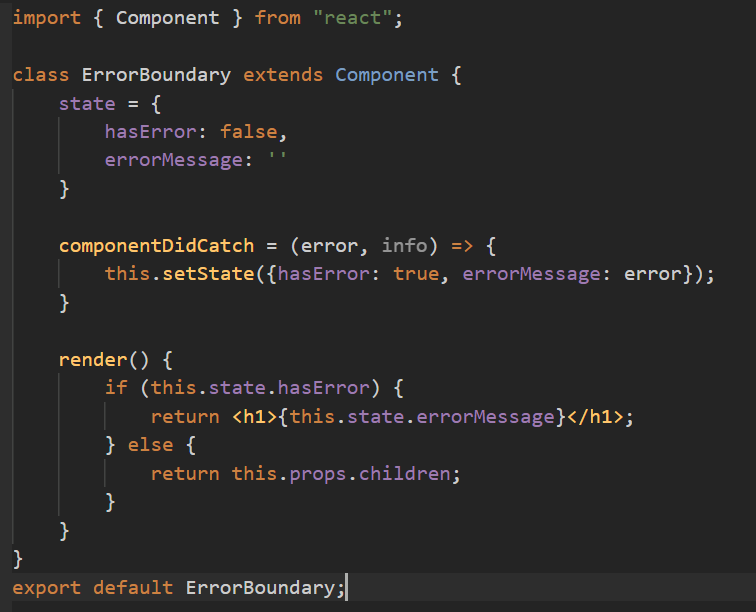 import { Component } from "react";
class ErrorBoundary extends Component {
state = {
hasError: false,
errorMessage: ''
}
componentDidCatch = (error, info) => {
this.setState({hasError: true, errorMessage: error});
}
render() {
if (this.state.hasError) {
return <h1>{this.state.errorMessage}</h1>;
} else {
return this.props.children;
}
}
}
export default ErrorBoundary;